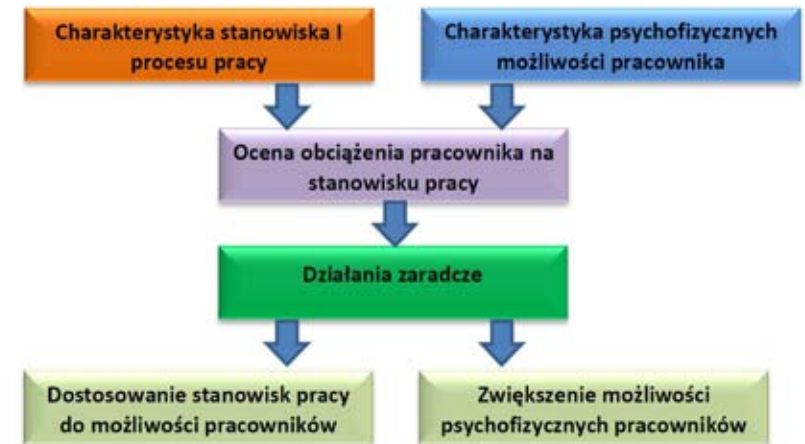 Charakterystyka stanowiska I
procesu pracy
Charakterystyka psychofizycznych
możliwości pracownika
Ocena obciążenia pracownika na
stanowisku pracy
Działania zaradcze
Dostosowanie stanowisk pracy
do możliwości pracowników
Zwiększenie możliwości
psychofizycznych pracowników